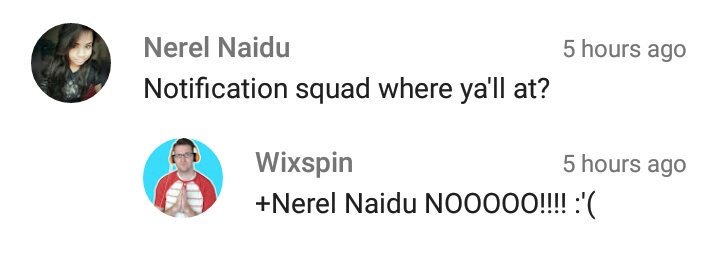 Nerel Naidu 5 hours ago
Notification squad where ya'll at?
Wixspin 5 hours ago
+Nerel Naidu NOOOOO!!!! :'(